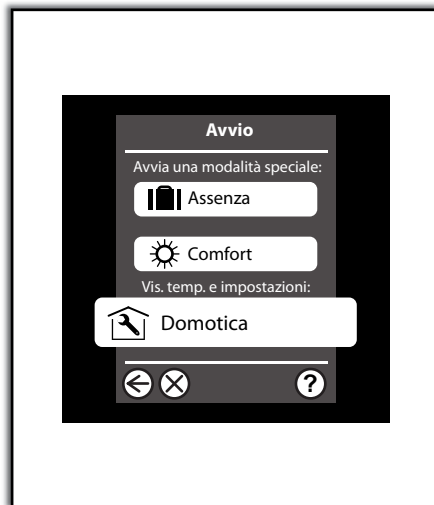 Avvio
Avvia una modalità speciale:
Assenza
Comfort
Vis. temp. e impostazioni:
Domotica
?